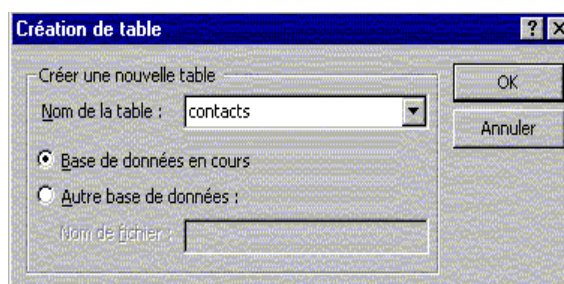 Création de table
Créer une nouvelle table
Nom de la table : contacts
Base de données en cours
Autre base de données :
Nom de fichier :
OK
Annuler